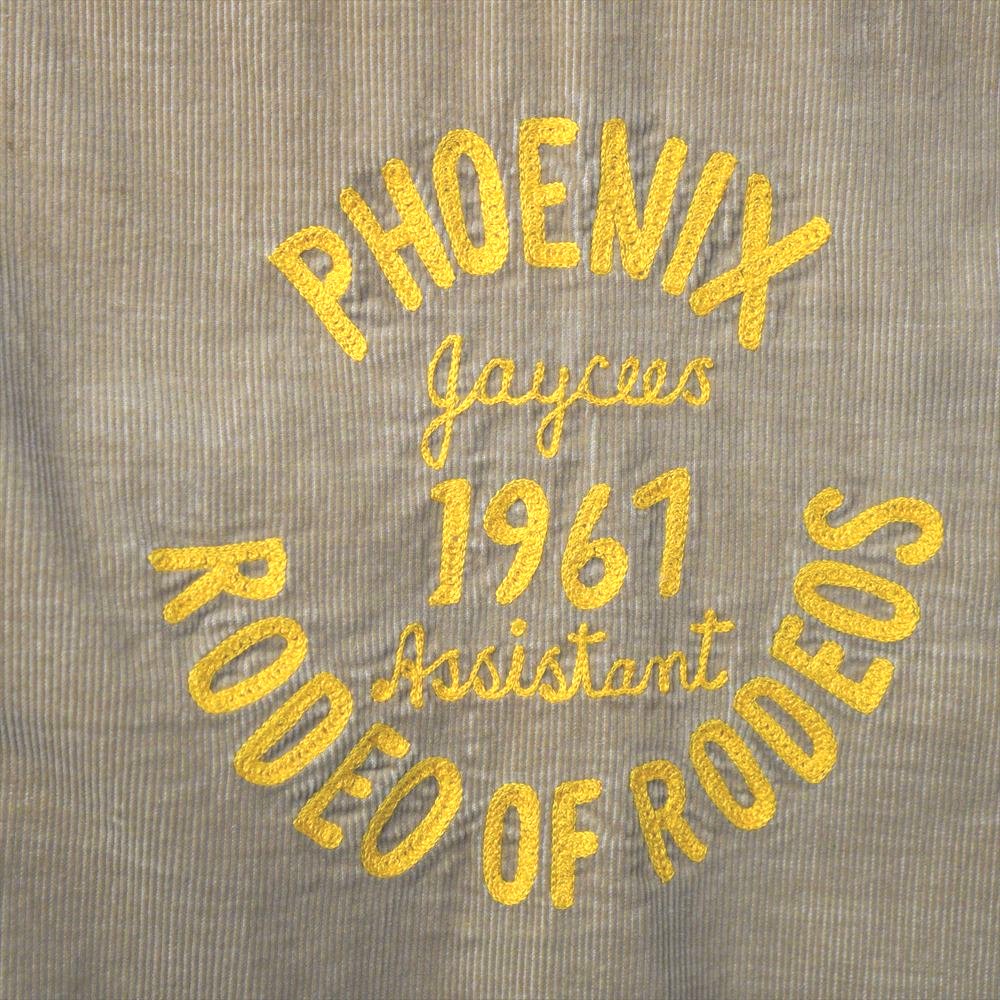 PHOENIX
Jaycees
1961
Assistant
RODEO OF RODEOS